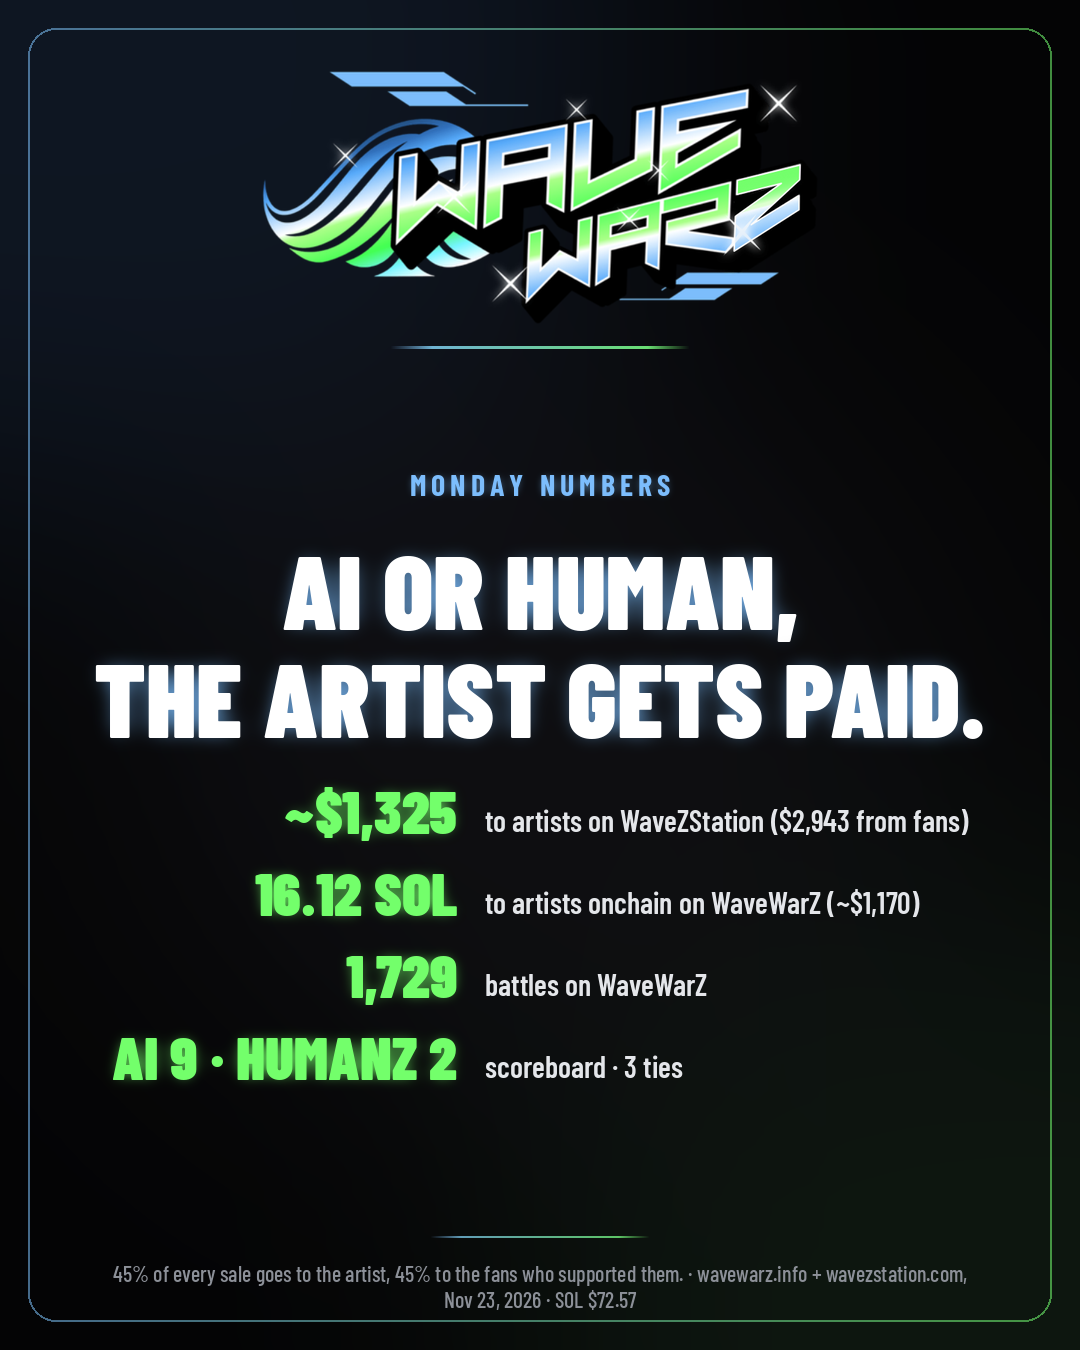 WAVE
WARZ
MONDAY NUMBERS
AI OR HUMAN,
THE ARTIST GETS PAID.
~$1,325 to artists on WaveZStation ($2,943 from fans)
16.12 SOL to artists onchain on WaveWarZ (~$1,170)
1,729 battles on WaveWarZ
AI 9 · HUMANZ 2 scoreboard · 3 ties
45% of every sale goes to the artist, 45% to the fans who supported them. · wavewarz.info + wavezstation.com,
Nov 23, 2026 · SOL $72.57